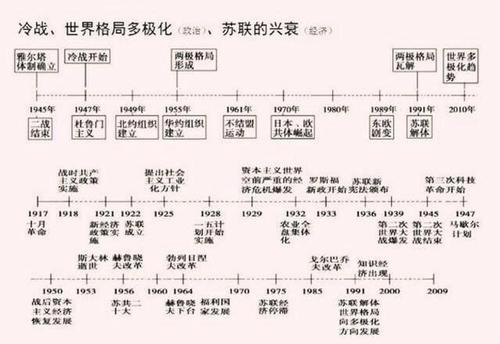 冷战、世界格局多极化（政治）、苏联的兴衰（经济）
雅尔塔
体制确立
冷战开始
两极格局
形成
两极格局
瓦解
世界多
极化趋
势
1945年 1947年 1949年 1955年 1961年 1970年 1980年 1989年 1991年 2010年
二战
结束
杜鲁门
主义
北约组织
建立
华约组织
建立
不结盟
运动
日本、欧
共体崛起
东欧
剧变
苏联
解体
战时共产
主义政策
实施
提出社会
主义工业
化方针
资本主义世界
空前严重的经
济危机爆发
罗斯福
新政开始
苏联新
宪法颁布
第三次科技
革命开始
1917 1918 1921 1922 1925 1928 1929 1931 1932 1933 1936 1939 1945 1947
十月
革命
新经济
政策实
施
苏联
成立
一五计
划开始
实施
农业全
盘集体
化
第二次
世界大
战爆发
第二次
世界大
战结束
马歇尔
计划
斯大林
逝世
赫鲁晓
夫改革
勃列日涅
夫改革
戈尔巴乔
夫改革
知识经
济出现
1950 1953 1956 1960 1964 1970 1975 1985 1991 2000 2009
战后资本
主义经济
恢复发展
苏共二
十大
赫鲁晓
夫下台
福利国
家发展
苏联经
济停滞
苏联解体
世界格局
向多极化
方向发展